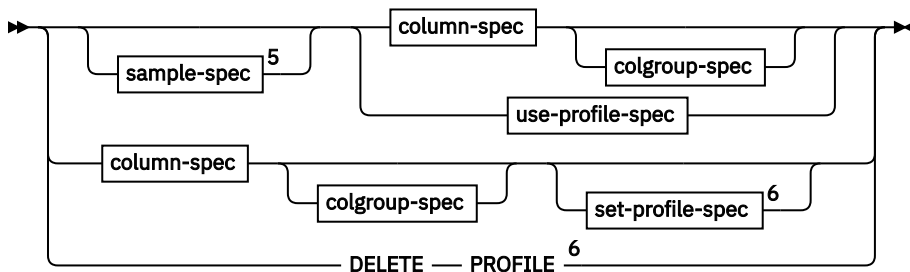 column-spec
sample-spec 5
colgroup-spec
use-profile-spec
column-spec
colgroup-spec
set-profile-spec 6
DELETE PROFILE 6